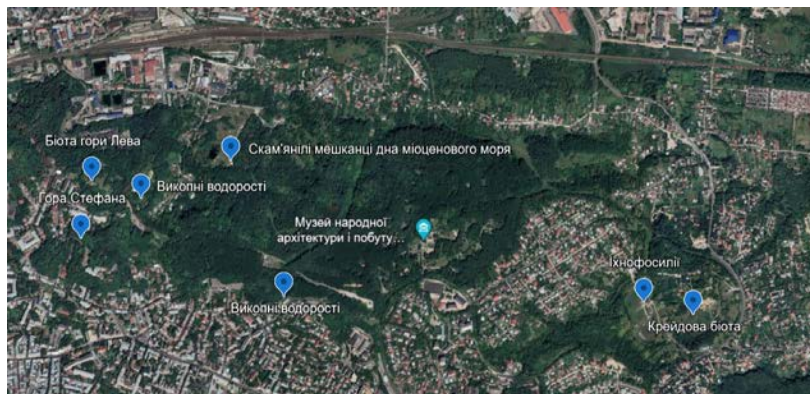 Біота гори Лева
Скам'янілі мешканці дна міоценового моря
Викопні водорості
Гора Стефана
Музей народної
архітектури і побуту...
Іхнофосилії
Викопні водорості
Крейдова біота